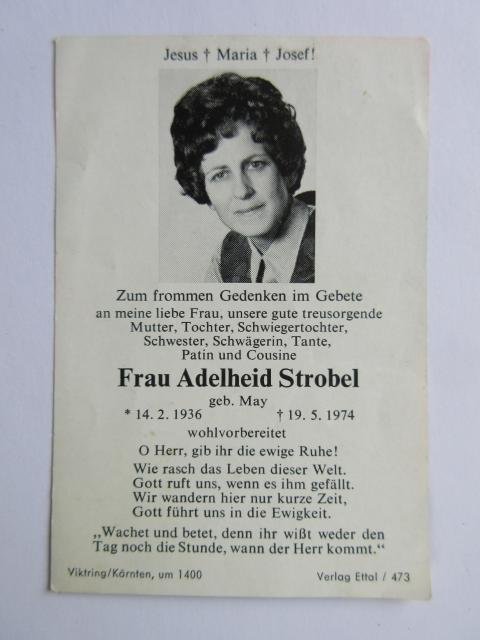 Jesus † Maria † Josef!
Zum frommen Gedenken im Gebete
an meine liebe Frau, unsere gute treusorgende
Mutter, Tochter, Schwiegertochter,
Schwester, Schwägerin, Tante,
Patin und Cousine
Frau Adelheid Strobel
geb. May
* 14. 2. 1936 † 19. 5. 1974
wohlvorbereitet
O Herr, gib ihr die ewige Ruhe!
Wie rasch das Leben dieser Welt.
Gott ruft uns, wenn es ihm gefällt.
Wir wandern hier nur kurze Zeit,
Gott führt uns in die Ewigkeit.
„Wachet und betet, denn ihr wißt weder den
Tag noch die Stunde, wann der Herr kommt.“
Viktring/Kärnten, um 1400 Verlag Ettal / 473